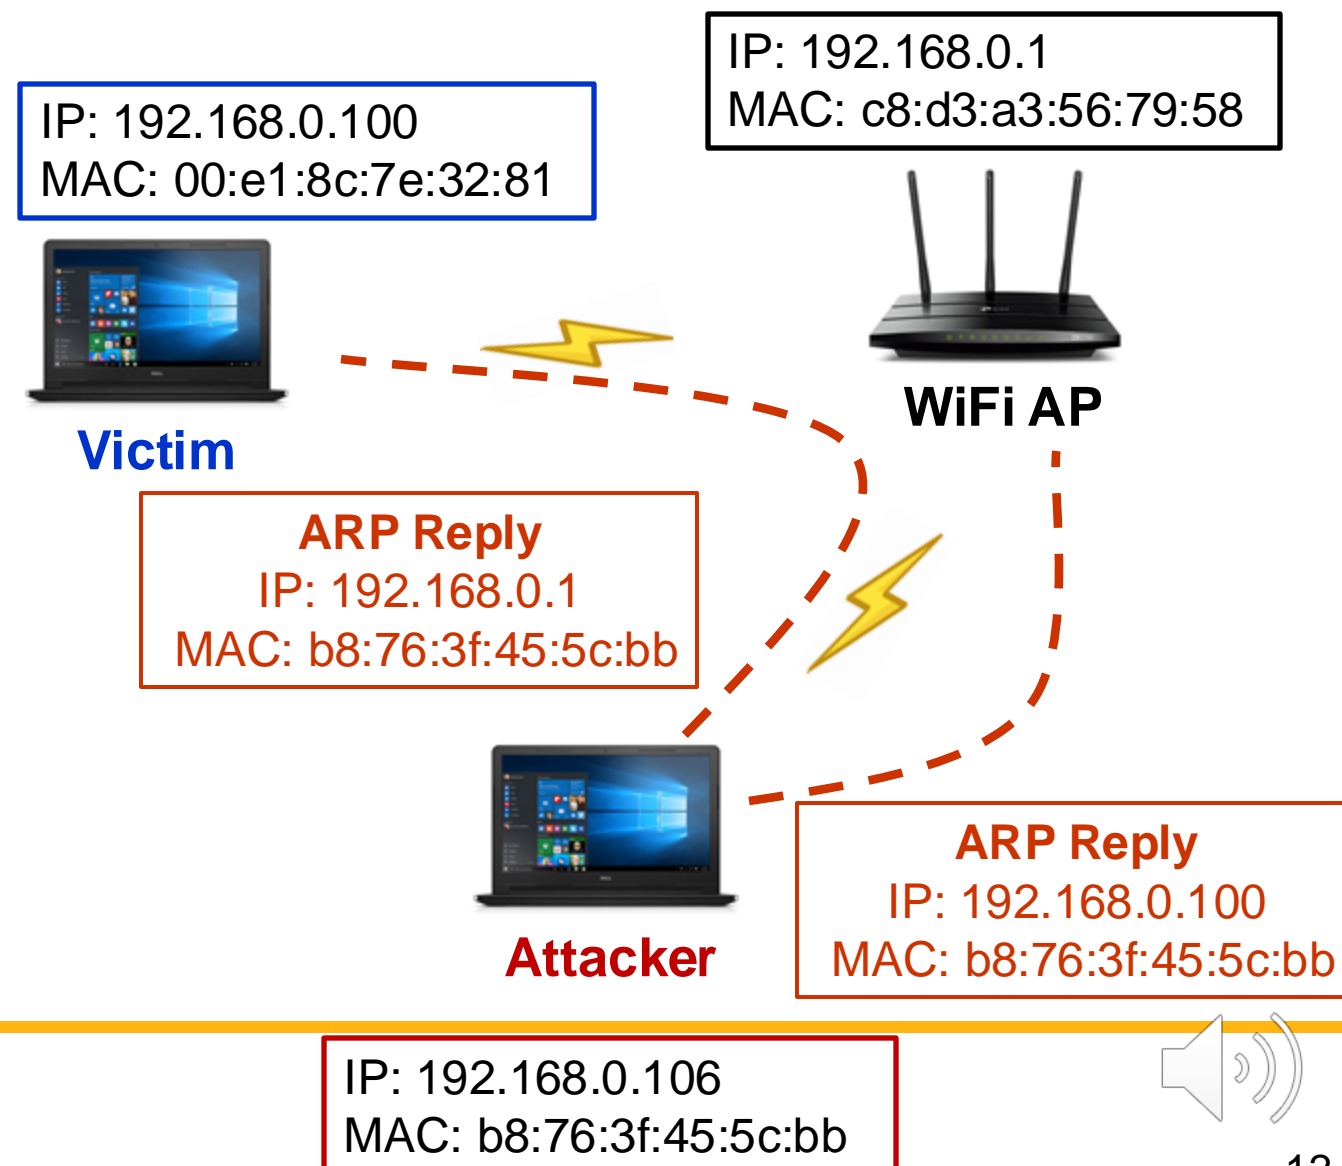 IP: 192.168.0.1
MAC: c8:d3:a3:56:79:58
IP: 192.168.0.100
MAC: 00:e1:8c:7e:32:81
WiFi AP
Victim
ARP Reply
IP: 192.168.0.1
MAC: b8:76:3f:45:5c:bb
ARP Reply
IP: 192.168.0.100
MAC: b8:76:3f:45:5c:bb
Attacker
IP: 192.168.0.106
MAC: b8:76:3f:45:5c:bb